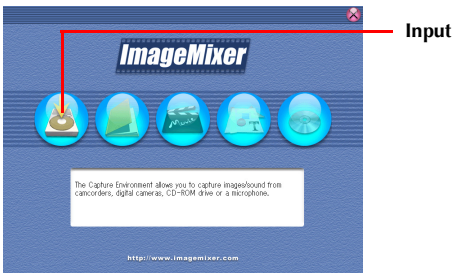 Input
ImageMixer
Movie
T
The Capture Environment allows you to capture images/sound from
camcorders, digital cameras, CD-ROM drive or a microphone.
http://www.imagemixer.com